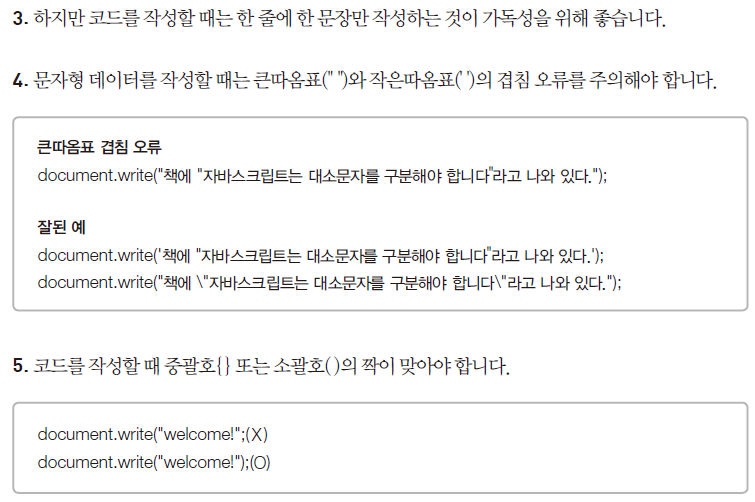 3. 하지만 코드를 작성할 때는 한 줄에 한 문장만 작성하는 것이 가독성을 위해 좋습니다.
4. 문자형 데이터를 작성할 때는 큰따옴표(" ")와 작은따옴표(' ')의 겹침 오류를 주의해야 합니다.
큰따옴표 겹침 오류
document.write("책에 "자바스크립트는 대소문자를 구분해야 합니다"라고 나와 있다.");
잘된 예
document.write('책에 "자바스크립트는 대소문자를 구분해야 합니다"라고 나와 있다.');
document.write("책에 \"자바스크립트는 대소문자를 구분해야 합니다\"라고 나와 있다.");
5. 코드를 작성할 때 중괄호{ } 또는 소괄호( )의 짝이 맞아야 합니다.
document.write("welcome!";(X)
document.write("welcome!");(O)